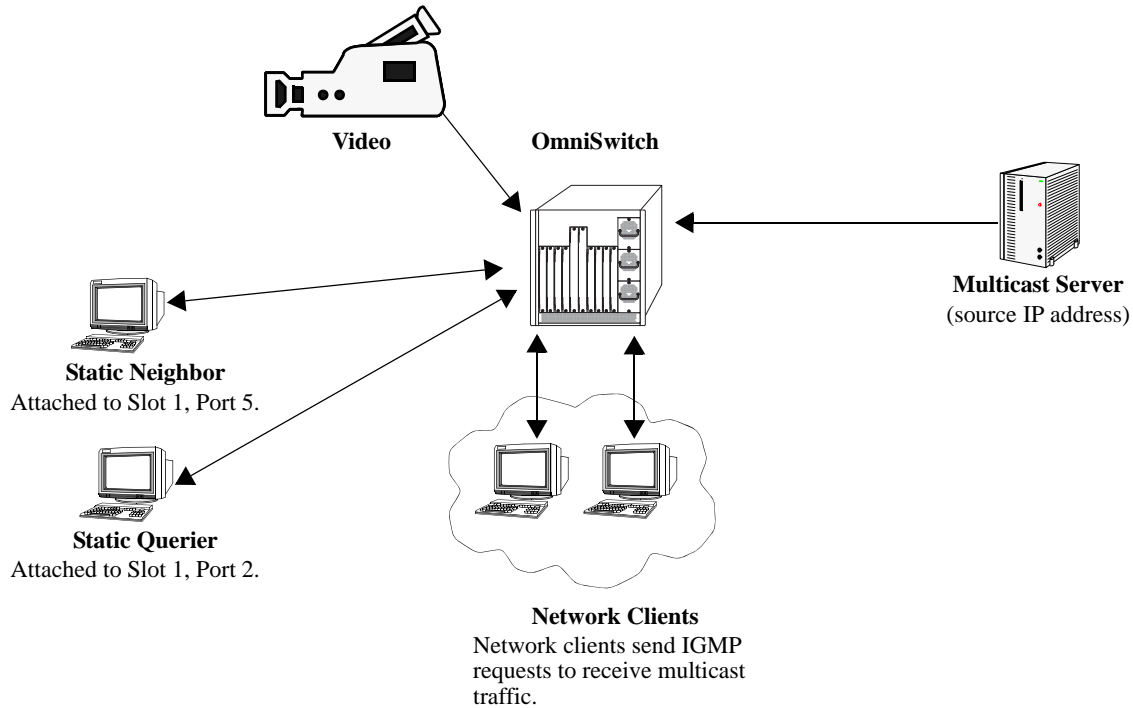 Video
OmniSwitch
Multicast Server
(source IP address)
Static Neighbor
Attached to Slot 1, Port 5.
Static Querier
Attached to Slot 1, Port 2.
Network Clients
Network clients send IGMP
requests to receive multicast
traffic.